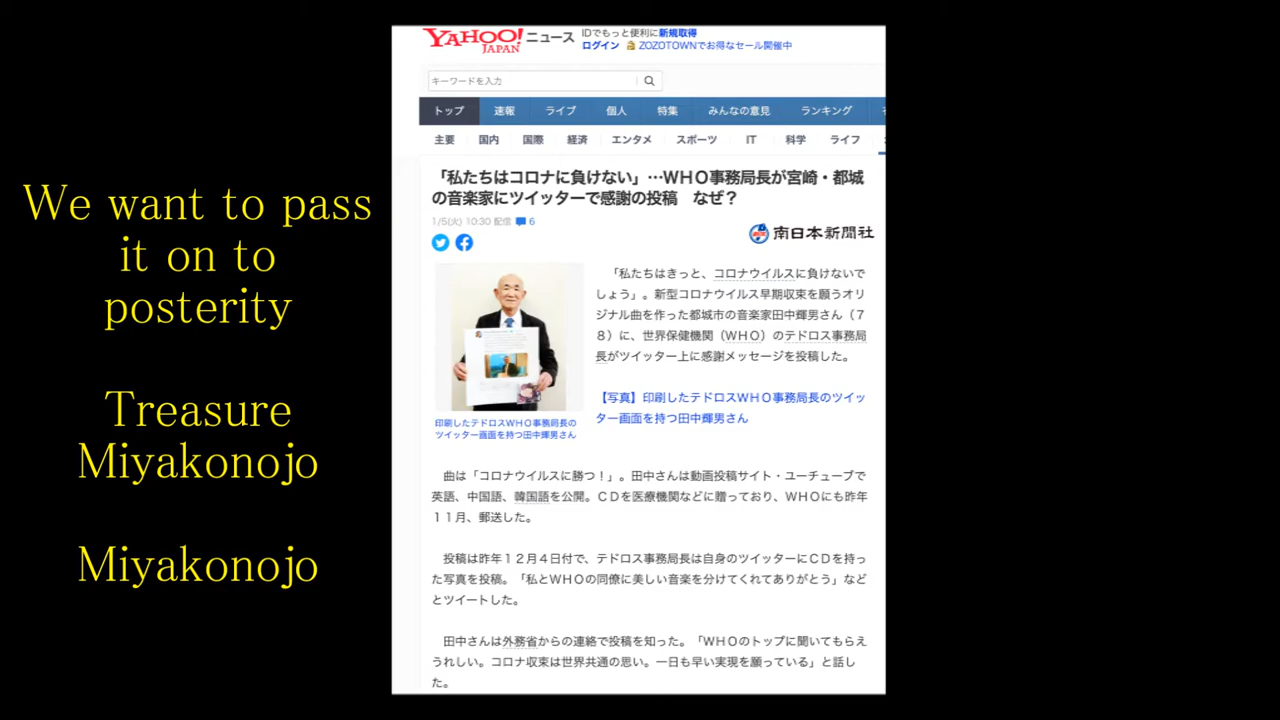 We want to pass
it on to
posterity
Treasure
Miyakonojo
Miyakonojo
YAHOO! ニュース
JAPAN
IDでもっと便利に新規取得
ログイン ZOZOTOWNでお得なセール開催中
キーワードを入力
トップ 速報 ライブ 個人 特集 みんなの意見 ランキング
主要 国内 国際 経済 エンタメ スポーツ IT 科学 ライフ
「私たちはコロナに負けない」…ＷＨＯ事務局長が宮崎・都城
の音楽家にツイッターで感謝の投稿　なぜ？
1/5(火) 10:30 配信 6
南日本新聞社
「私たちはきっと、コロナウイルスに負けないで
しょう」。新型コロナウイルス早期収束を願うオリ
ジナル曲を作った都城市の音楽家田中輝男さん（７
８）に、世界保健機関（ＷＨＯ）のテドロス事務局
長がツイッター上に感謝メッセージを投稿した。
【写真】印刷したテドロスＷＨＯ事務局長のツイッ
ター画面を持つ田中輝男さん
印刷したテドロスＷＨＯ事務局長の
ツイッター画面を持つ田中輝男さん
曲は「コロナウイルスに勝つ！」。田中さんは動画投稿サイト・ユーチューブで
英語、中国語、韓国語を公開。ＣＤを医療機関などに贈っており、ＷＨＯにも昨年
１１月、郵送した。
投稿は昨年１２月４日付で、テドロス事務局長は自身のツイッターにＣＤを持っ
た写真を投稿。「私とＷＨＯの同僚に美しい音楽を分けてくれてありがとう」など
とツイートした。
田中さんは外務省からの連絡で投稿を知った。「ＷＨＯのトップに聞いてもらえ
うれしい。コロナ収束は世界共通の思い。一日も早い実現を願っている」と話し
た。